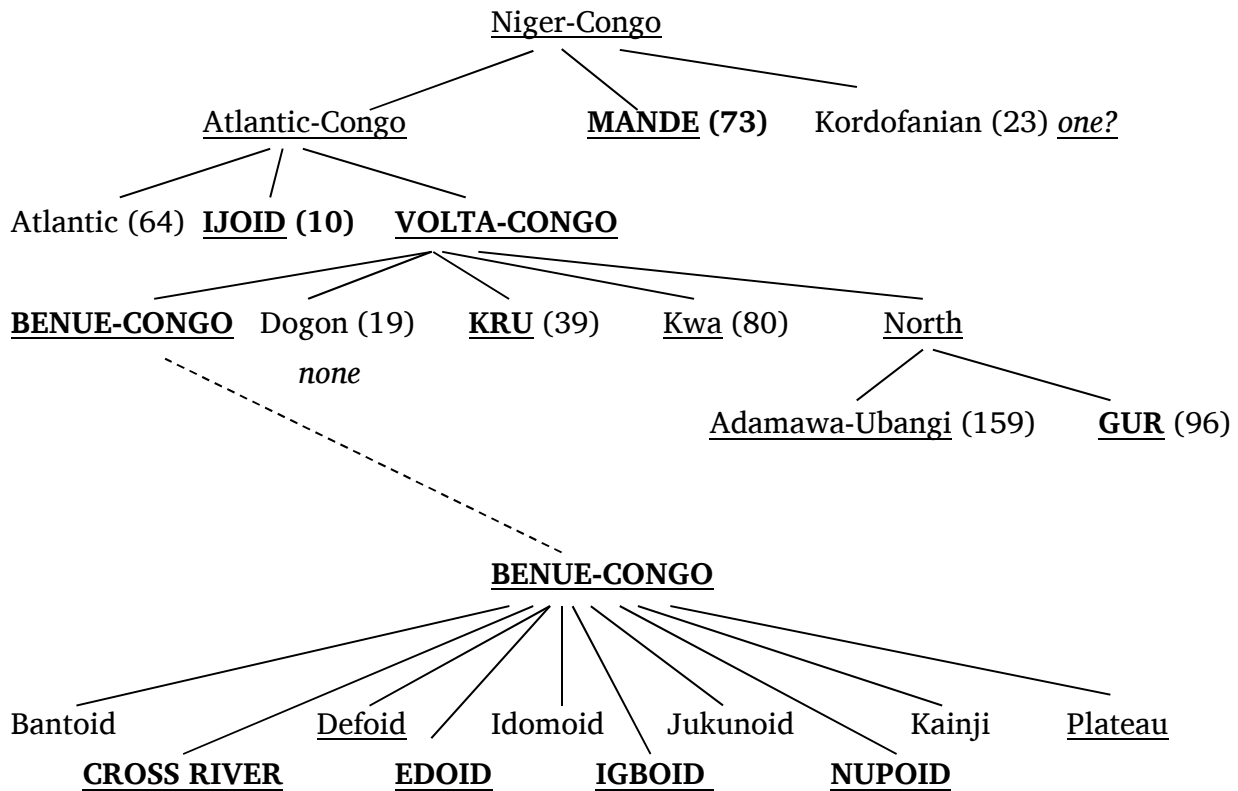 Niger-Congo
Atlantic-Congo MANDE (73) Kordofanian (23) one?
Atlantic (64) IJOID (10) VOLTA-CONGO
BENUE-CONGO Dogon (19) KRU (39) Kwa (80) North
none
Adamawa-Ubangi (159) GUR (96)
BENUE-CONGO
Bantoid Defoid Idomoid Jukunoid Kainji Plateau
CROSS RIVER EDOID IGBOID NUPOID